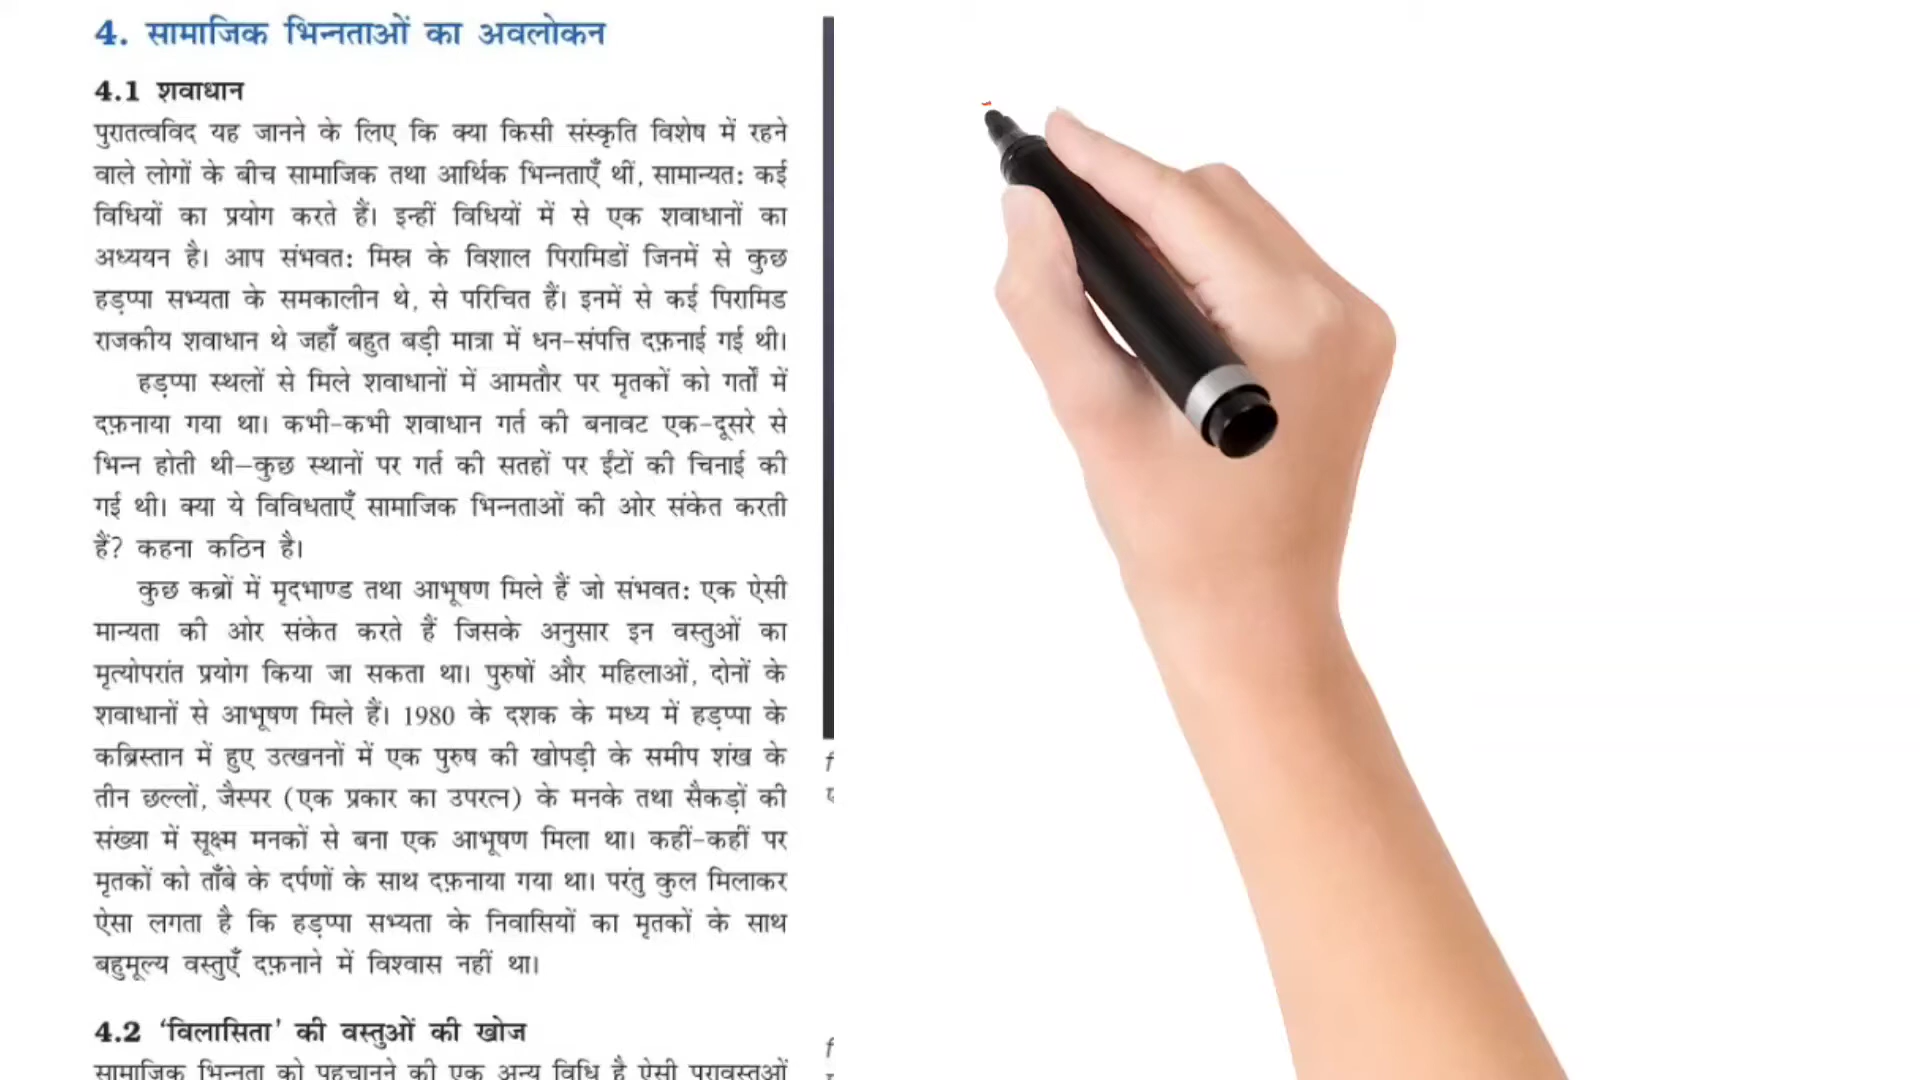 4. सामाजिक भिन्नताओं का अवलोकन
4.1 शवाधान
पुरातत्वविद यह जानने के लिए कि क्या किसी संस्कृति विशेष में रहने
वाले लोगों के बीच सामाजिक तथा आर्थिक भिन्नताएँ थीं, सामान्यत: कई
विधियों का प्रयोग करते हैं। इन्हीं विधियों में से एक शवाधानों का
अध्ययन है। आप संभवत: मिस्र के विशाल पिरामिडों जिनमें से कुछ
हड़प्पा सभ्यता के समकालीन थे, से परिचित हैं। इनमें से कई पिरामिड
राजकीय शवाधान थे जहाँ बहुत बड़ी मात्रा में धन-संपत्ति दफ़नाई गई थी।
हड़प्पा स्थलों से मिले शवाधानों में आमतौर पर मृतकों को गर्तों में
दफ़नाया गया था। कभी-कभी शवाधान गर्त की बनावट एक-दूसरे से
भिन्न होती थी–कुछ स्थानों पर गर्त की सतहों पर ईंटों की चिनाई की
गई थी। क्या ये विविधताएँ सामाजिक भिन्नताओं की ओर संकेत करती
हैं? कहना कठिन है।
कुछ कब्रों में मृदभाण्ड तथा आभूषण मिले हैं जो संभवत: एक ऐसी
मान्यता की ओर संकेत करते हैं जिसके अनुसार इन वस्तुओं का
मृत्योपरांत प्रयोग किया जा सकता था। पुरुषों और महिलाओं, दोनों के
शवाधानों से आभूषण मिले हैं। 1980 के दशक के मध्य में हड़प्पा के
कब्रिस्तान में हुए उत्खननों में एक पुरुष की खोपड़ी के समीप शंख के
तीन छल्लों, जैस्पर (एक प्रकार का उपरत्न) के मनके तथा सैकड़ों की
संख्या में सूक्ष्म मनकों से बना एक आभूषण मिला था। कहीं-कहीं पर
मृतकों को ताँबे के दर्पणों के साथ दफ़नाया गया था। परंतु कुल मिलाकर
ऐसा लगता है कि हड़प्पा सभ्यता के निवासियों का मृतकों के साथ
बहुमूल्य वस्तुएँ दफ़नाने में विश्वास नहीं था।
4.2 ‘विलासिता’ की वस्तुओं की खोज
सामाजिक भिन्नता को पहचानने की एक अन्य विधि है ऐसी पुरावस्तुओं